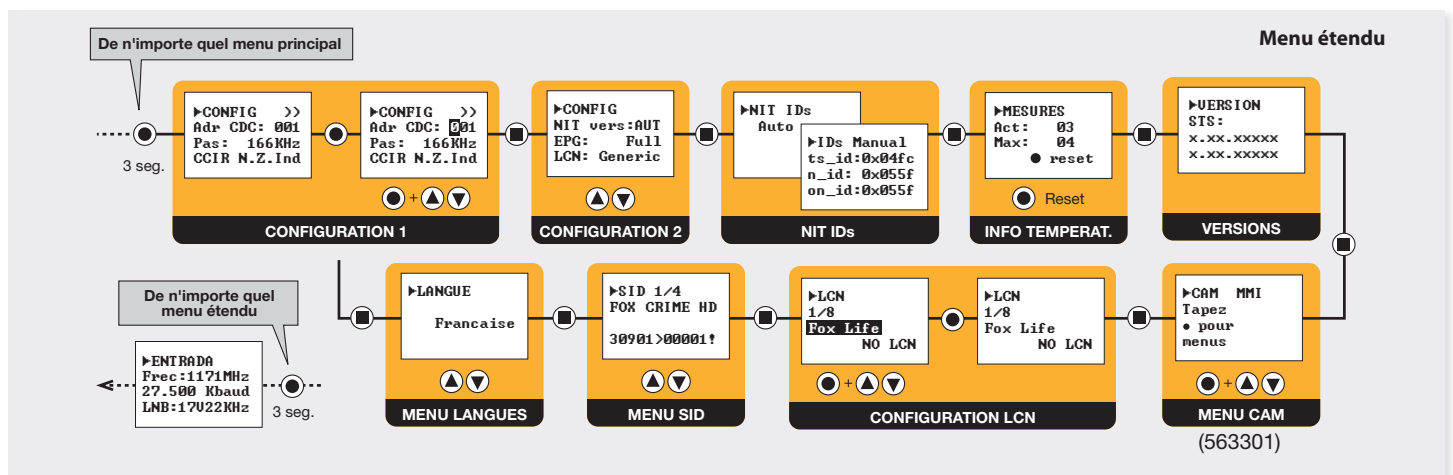 Menu étendu
De n'importe quel menu principal
3 seg.
▶CONFIG >>
Adr CDC: 001
Pas: 166KHz
CCIR N.Z.Ind
▶CONFIG >>
Adr CDC: 001
Pas: 166KHz
CCIR N.Z.Ind
+
CONFIGURATION 1
▶CONFIG
NIT vers:AUT
EPG: Full
LCN: Generic
CONFIGURATION 2
▶NIT IDs
Auto
▶IDs Manual
ts_id:0x04fc
n_id: 0x055f
on_id:0x055f
NIT IDs
▶MESURES
Act: 03
Max: 04
● reset
Reset
INFO TEMPERAT.
▶VERSION
STS:
x.xx.xxxxx
x.xx.xxxxx
VERSIONS
De n'importe quel
menu étendu
▶ENTRADA
Frec:1171MHz
27.500 Kbaud
LNB:17V22KHz
3 seg.
▶LANGUE
Francaise
MENU LANGUES
▶SID 1/4
FOX CRIME HD
30901>00001!
MENU SID
▶LCN
1/8
Fox Life
NO LCN
+
▶LCN
1/8
Fox Life
NO LCN
CONFIGURATION LCN
▶CAM MMI
Tapez
● pour
menus
+
MENU CAM
(563301)